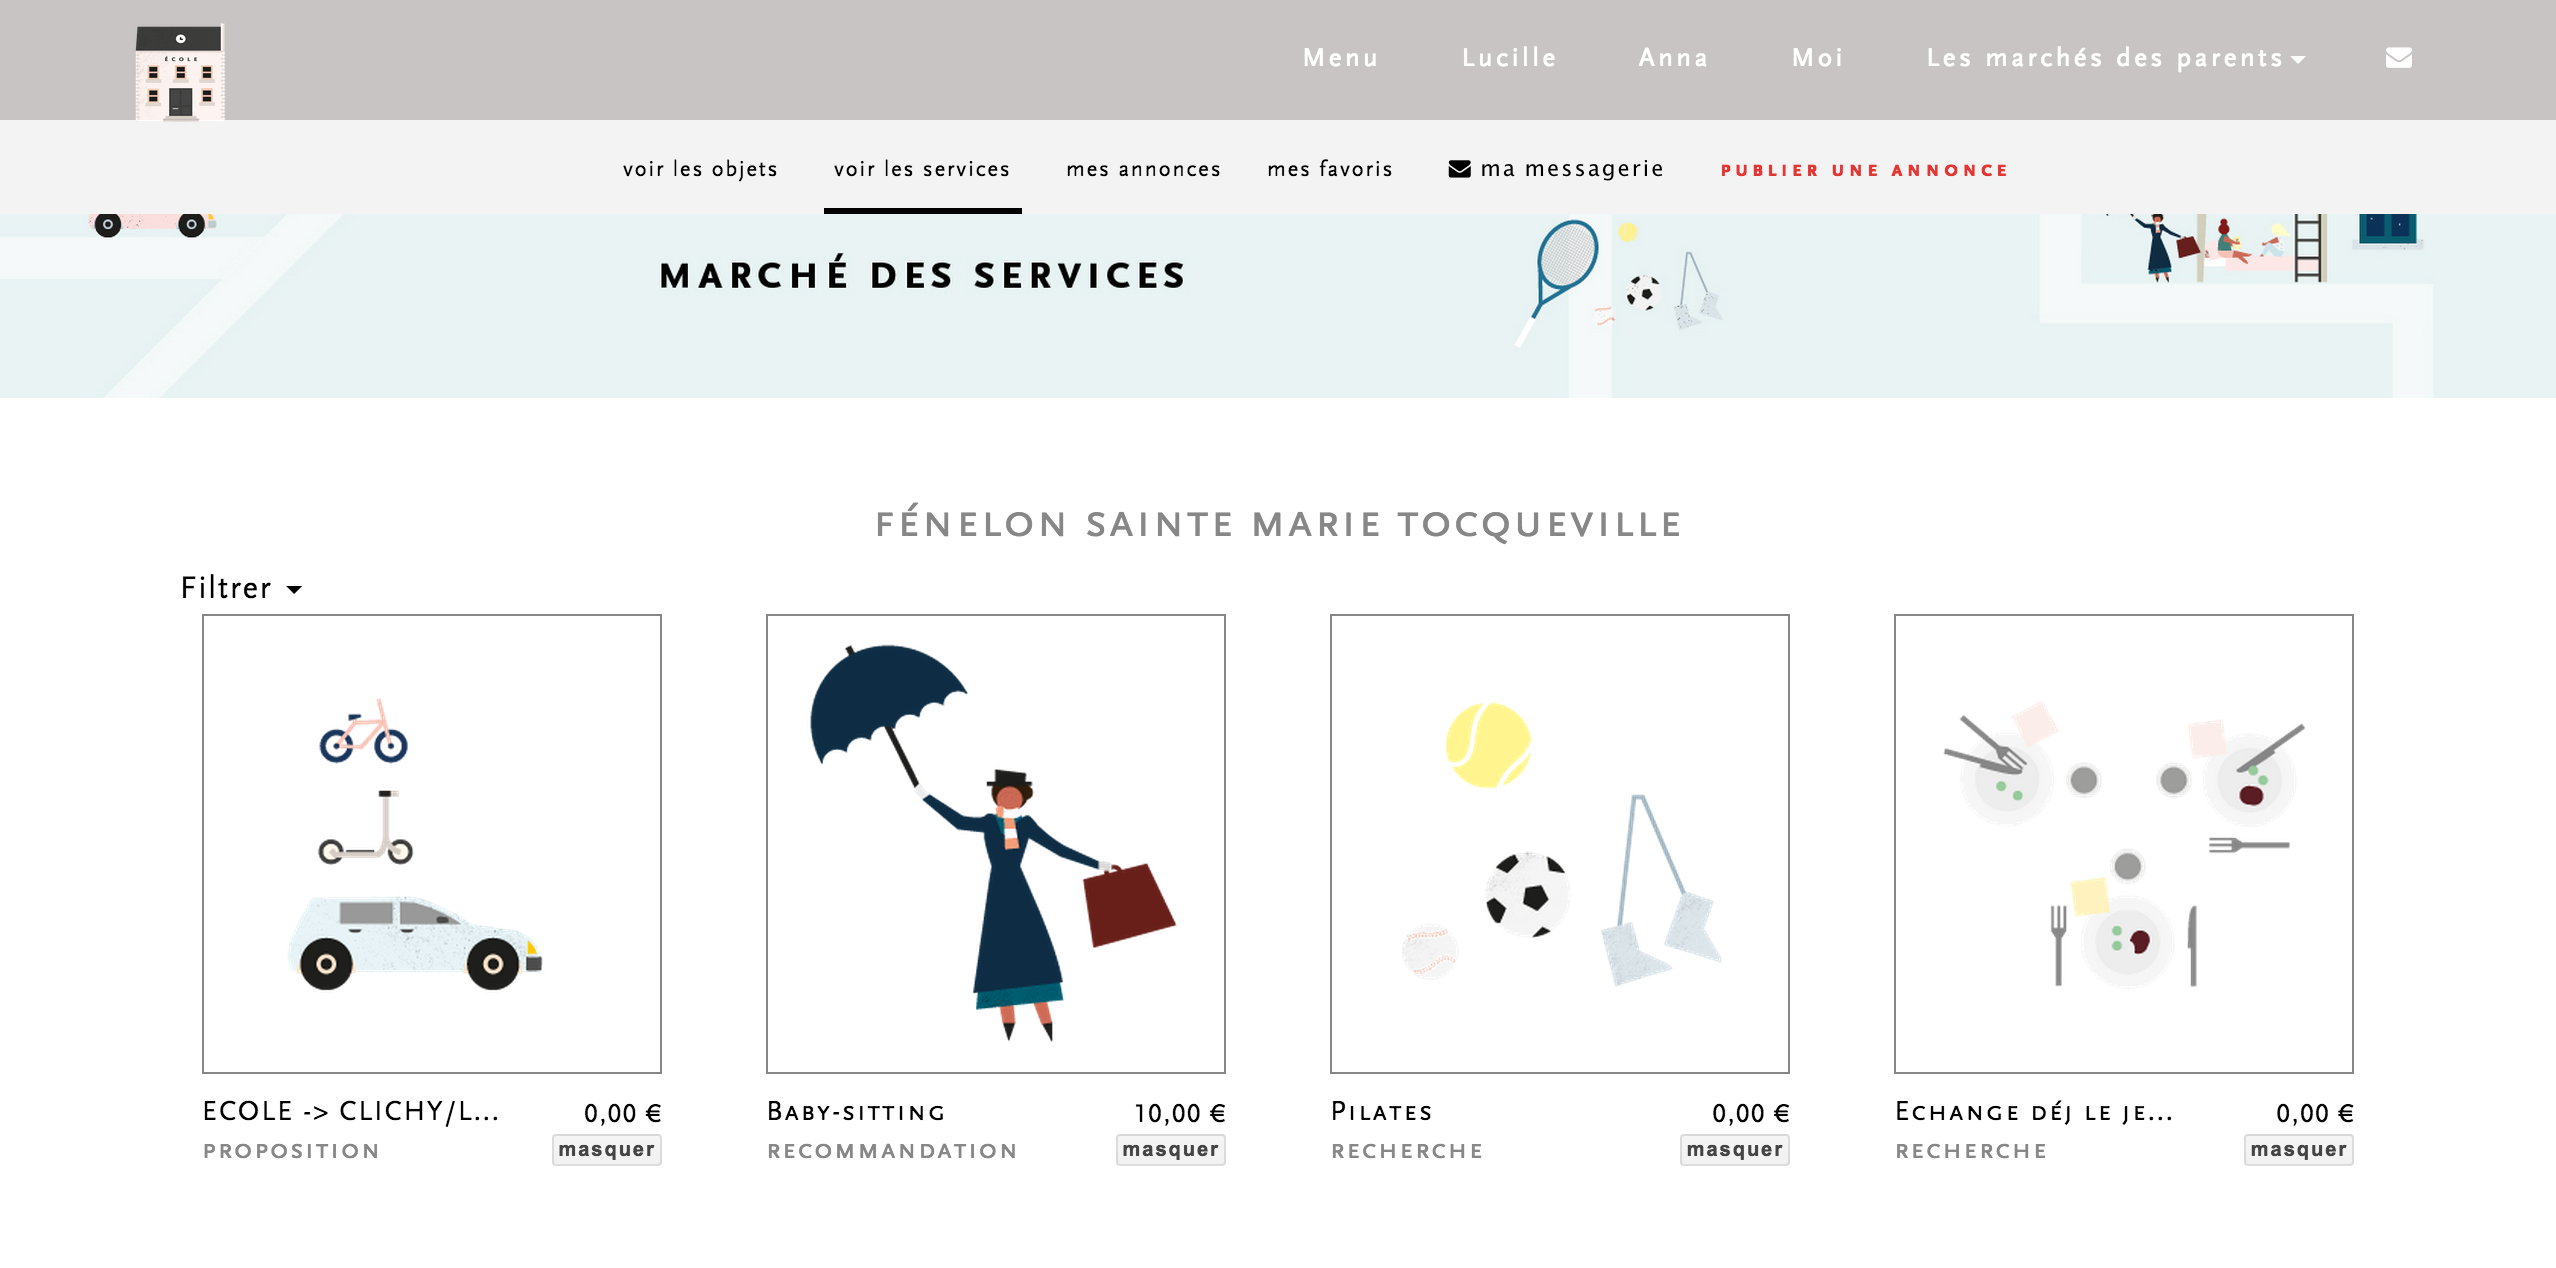 ÉCOLE
Menu Lucille Anna Moi Les marchés des parents
voir les objets voir les services mes annonces mes favoris ma messagerie PUBLIER UNE ANNONCE
MARCHÉ DES SERVICES
FÉNELON SAINTE MARIE TOCQUEVILLE
Filtrer
ECOLE -> CLICHY/L... 0,00 €
PROPOSITION masquer
BABY-SITTING 10,00 €
RECOMMANDATION masquer
PILATES 0,00 €
RECHERCHE masquer
ECHANGE DÉJ LE JE... 0,00 €
RECHERCHE masquer